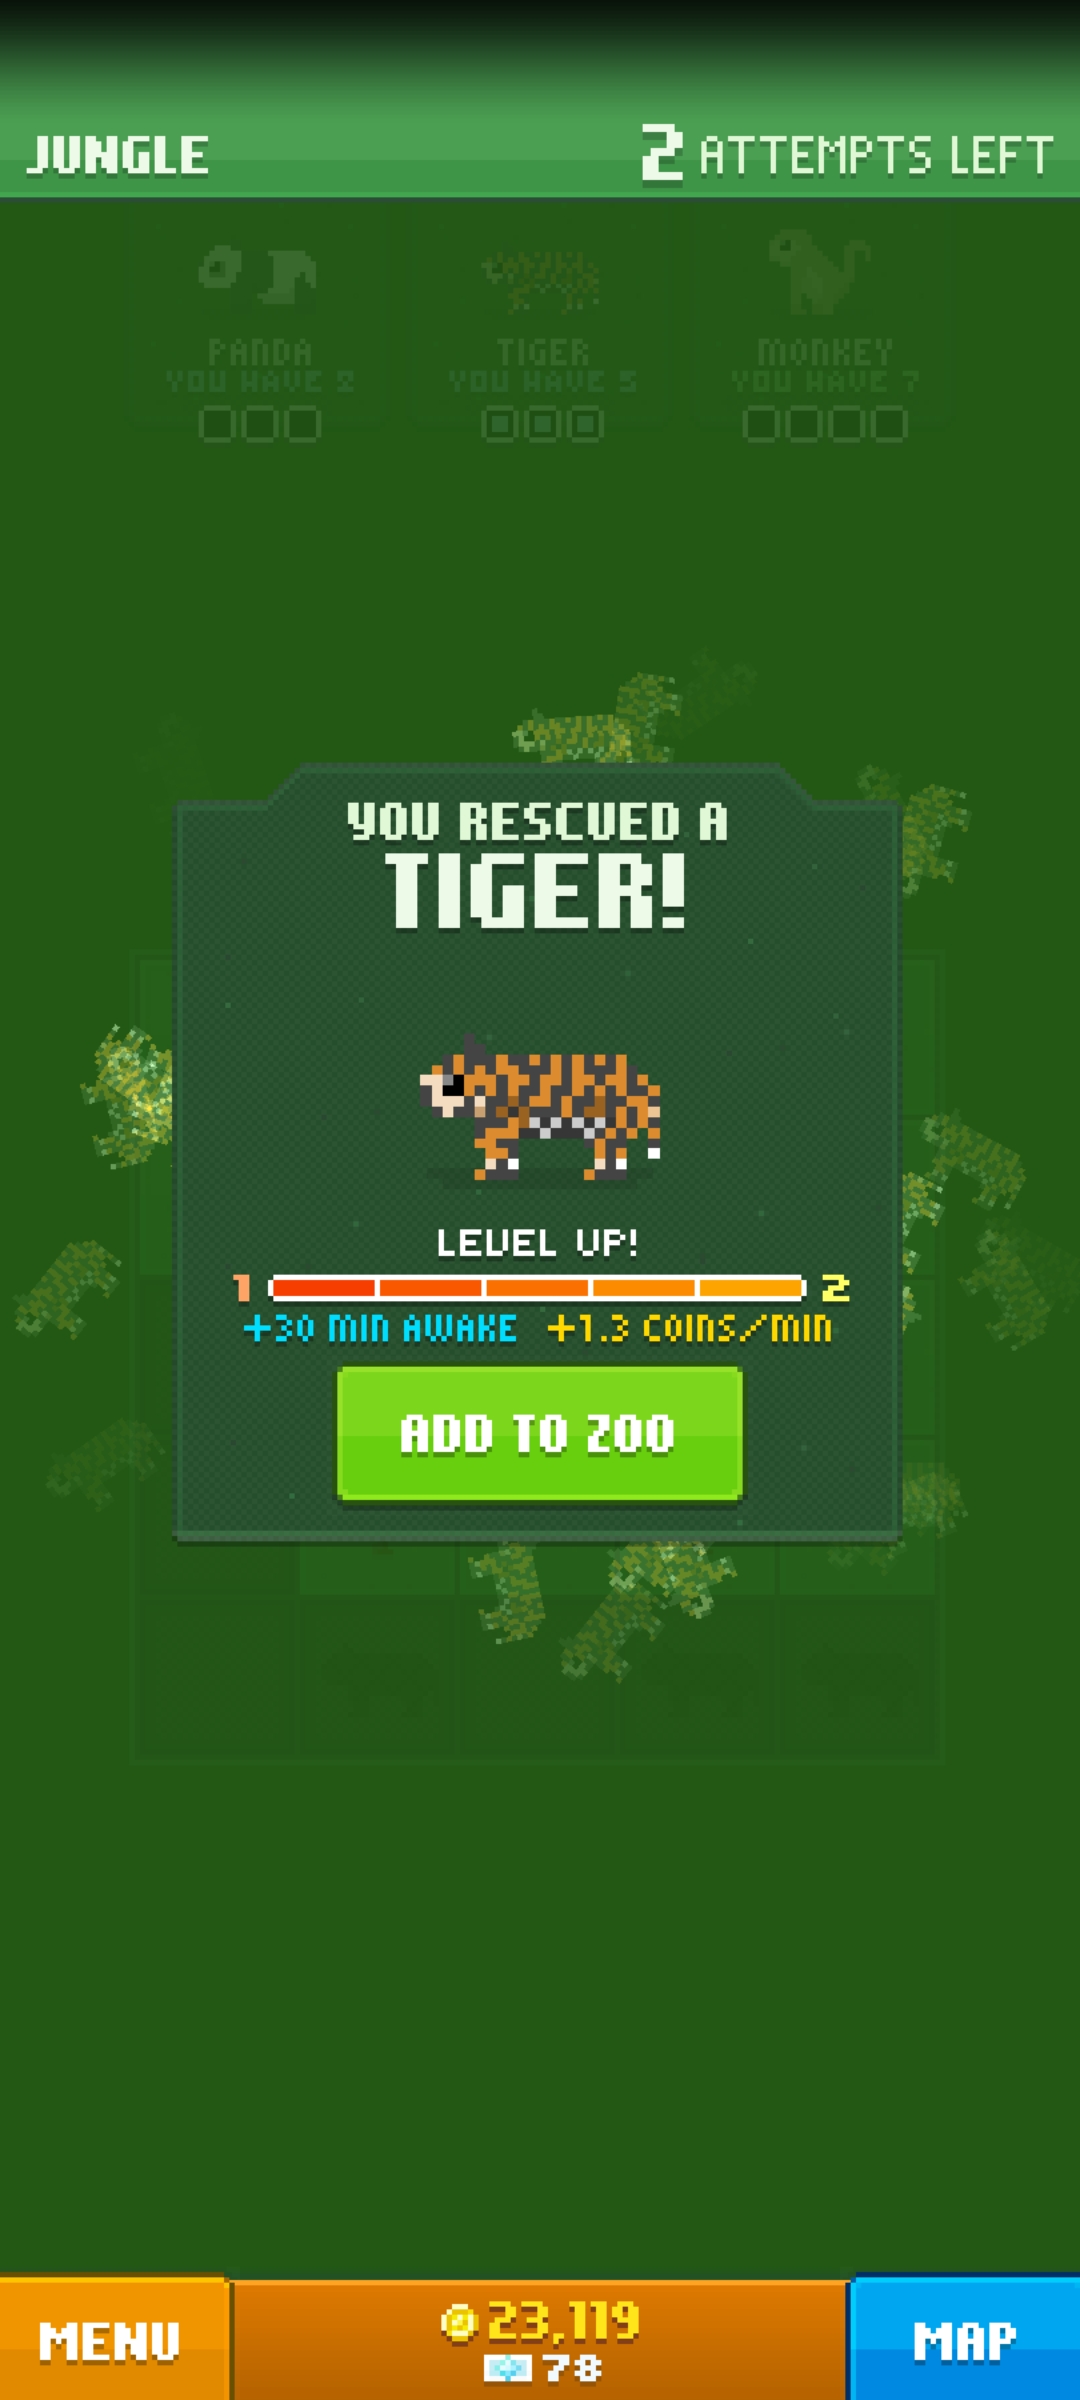 JUNGLE
2 ATTEMPTS LEFT
PANDA
TIGER
MONKEY
YOU HAVE 2
YOU HAVE 5
YOU HAVE 7
YOU RESCUED A
TIGER!
LEVEL UP!
1
2
+30 MIN AWAKE +1.3 COINS/MIN
ADD TO ZOO
MENU
23,119
78
MAP